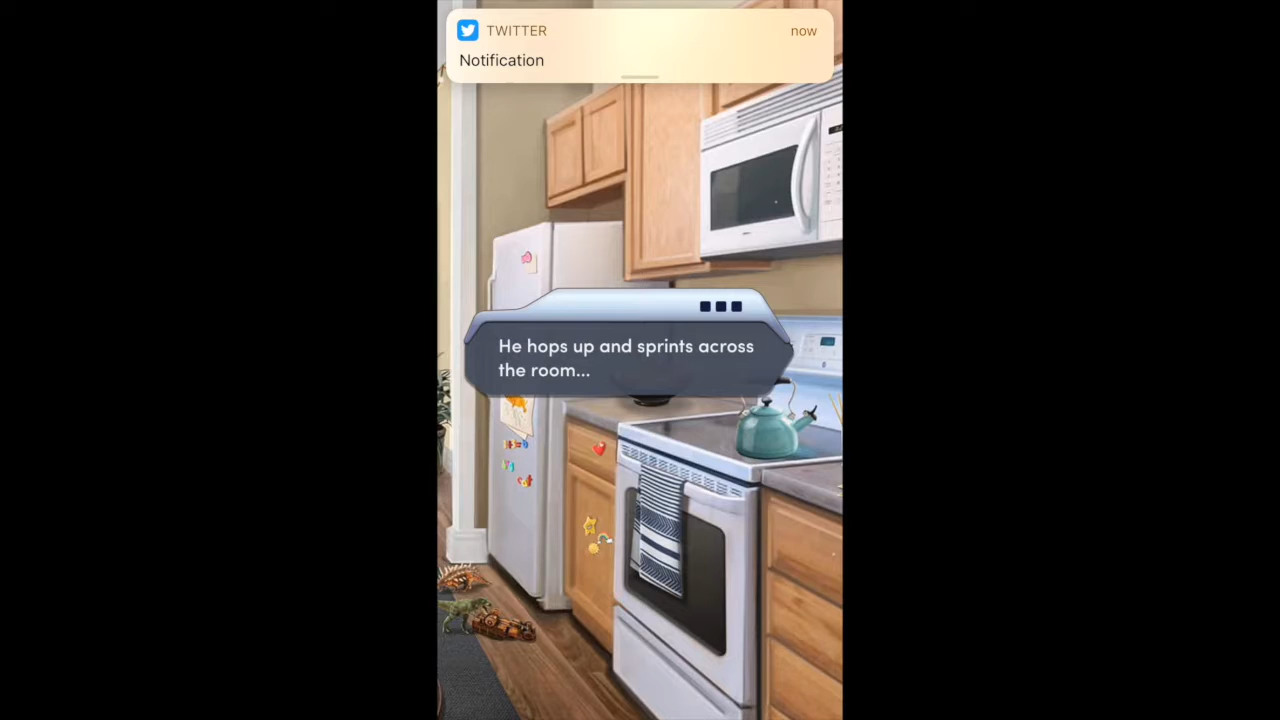 TWITTER
now
Notification
He hops up and sprints across
the room...